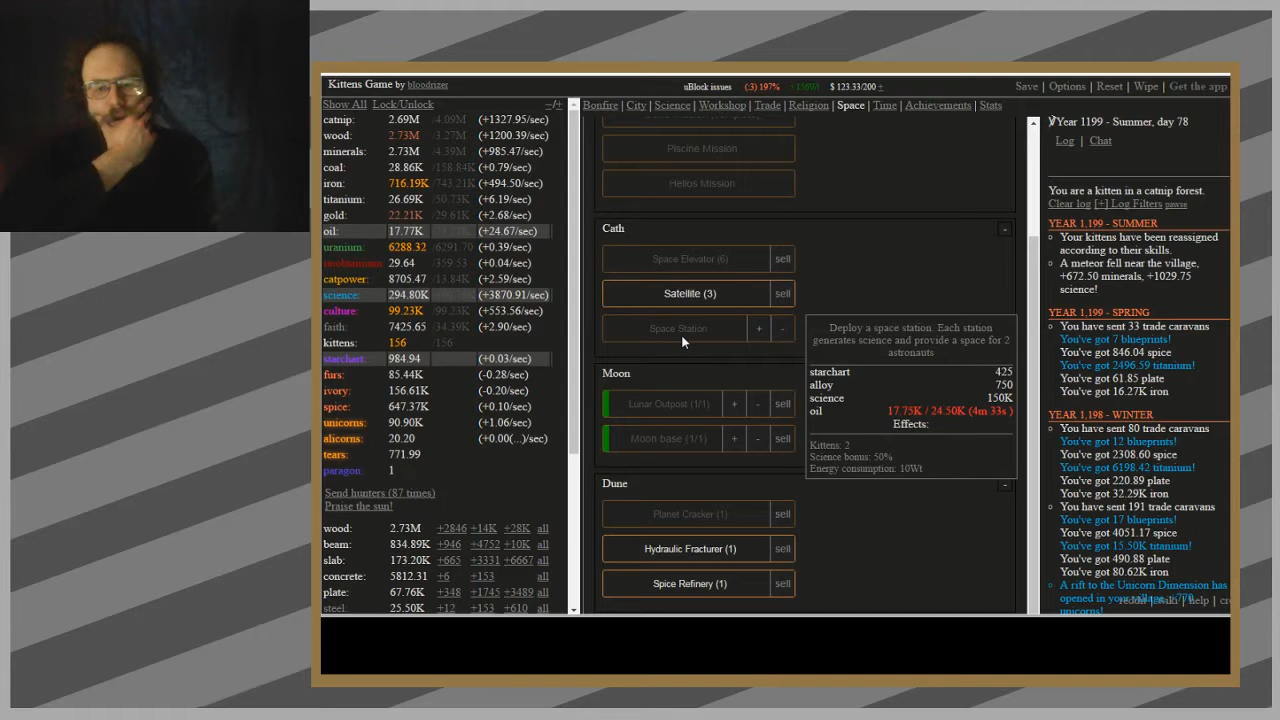 Kittens Game by bloodrizer
uBlock issues (:3) 197% +156Wt $ 123.33/200 ±
Save | Options | Reset | Wipe | Get the app
Show All Lock/Unlock −/+
Bonfire | City | Science | Workshop | Trade | Religion | Space | Time | Achievements | Stats
catnip: 2.69M /4.09M (+1327.95/sec)
wood: 2.73M /3.27M (+1200.39/sec)
minerals: 2.73M /3.4M (+985.47/sec)
coal: 28.86K /158.84K (+0.79/sec)
iron: 716.19K /743.21K (+494.50/sec)
titanium: 26.69K /50.73K (+6.19/sec)
gold: 22.21K /29.61K (+2.68/sec)
oil: 17.77K (+24.67/sec)
uranium: 6288.32 /6291.70 (+0.39/sec)
unobtainium: 29.64 /359.53 (+0.04/sec)
catpower: 8705.47 /13.84K (+2.59/sec)
science: 294.80K (+3870.91/sec)
culture: 99.23K /99.23K (+553.56/sec)
faith: 7425.65 /34.39K (+2.90/sec)
kittens: 156 /156
starchart: 984.94 (+0.03/sec)
furs: 85.44K (-0.28/sec)
ivory: 156.61K (-0.20/sec)
spice: 647.37K (+0.10/sec)
unicorns: 90.90K (+1.06/sec)
alicorns: 20.20 (+0.00(...)/sec)
tears: 771.99
paragon: 1
Send hunters (87 times)
Praise the sun!
wood: 2.73M +2846 +14K +28K all
beam: 834.89K +946 +4752 +10K all
slab: 173.20K +665 +3331 +6667 all
concrete: 5812.31 +6 +153 all
plate: 67.76K +348 +1745 +3489 all
steel: 25.50K +12 +153 +610 all
Piscine Mission
Helios Mission
Cath -
Space Elevator (6) sell
Satellite (3) sell
Space Station + -
Moon
Lunar Outpost (1/1) + - sell
Moon base (1/1) + - sell
Dune -
Planet Cracker (1) sell
Hydraulic Fracturer (1) sell
Spice Refinery (1) sell
Deploy a space station. Each station
generates science and provide a space for 2
astronauts
starchart 425
alloy 750
science 150K
oil 17.75K / 24.50K (4m 33s )
Effects:
Kittens: 2
Science bonus: 50%
Energy consumption: 10Wt
Year 1199 - Summer, day 78
Log | Chat
You are a kitten in a catnip forest.
Clear log [+] Log Filters pawse
YEAR 1,199 - SUMMER
Your kittens have been reassigned
according to their skills.
A meteor fell near the village,
+672.50 minerals, +1029.75
science!
YEAR 1,199 - SPRING
You have sent 33 trade caravans
You've got 7 blueprints!
You've got 846.04 spice
You've got 2496.59 titanium!
You've got 61.85 plate
You've got 16.27K iron
YEAR 1,198 - WINTER
You have sent 80 trade caravans
You've got 12 blueprints!
You've got 2308.60 spice
You've got 6198.42 titanium!
You've got 220.89 plate
You've got 32.29K iron
You have sent 191 trade caravans
You've got 17 blueprints!
You've got 4051.17 spice
You've got 15.50K titanium!
You've got 490.88 plate
You've got 80.62K iron
A rift to the Unicorn Dimension has
opened in your village, +770
unicorns!
reddit | wiki | help | cr